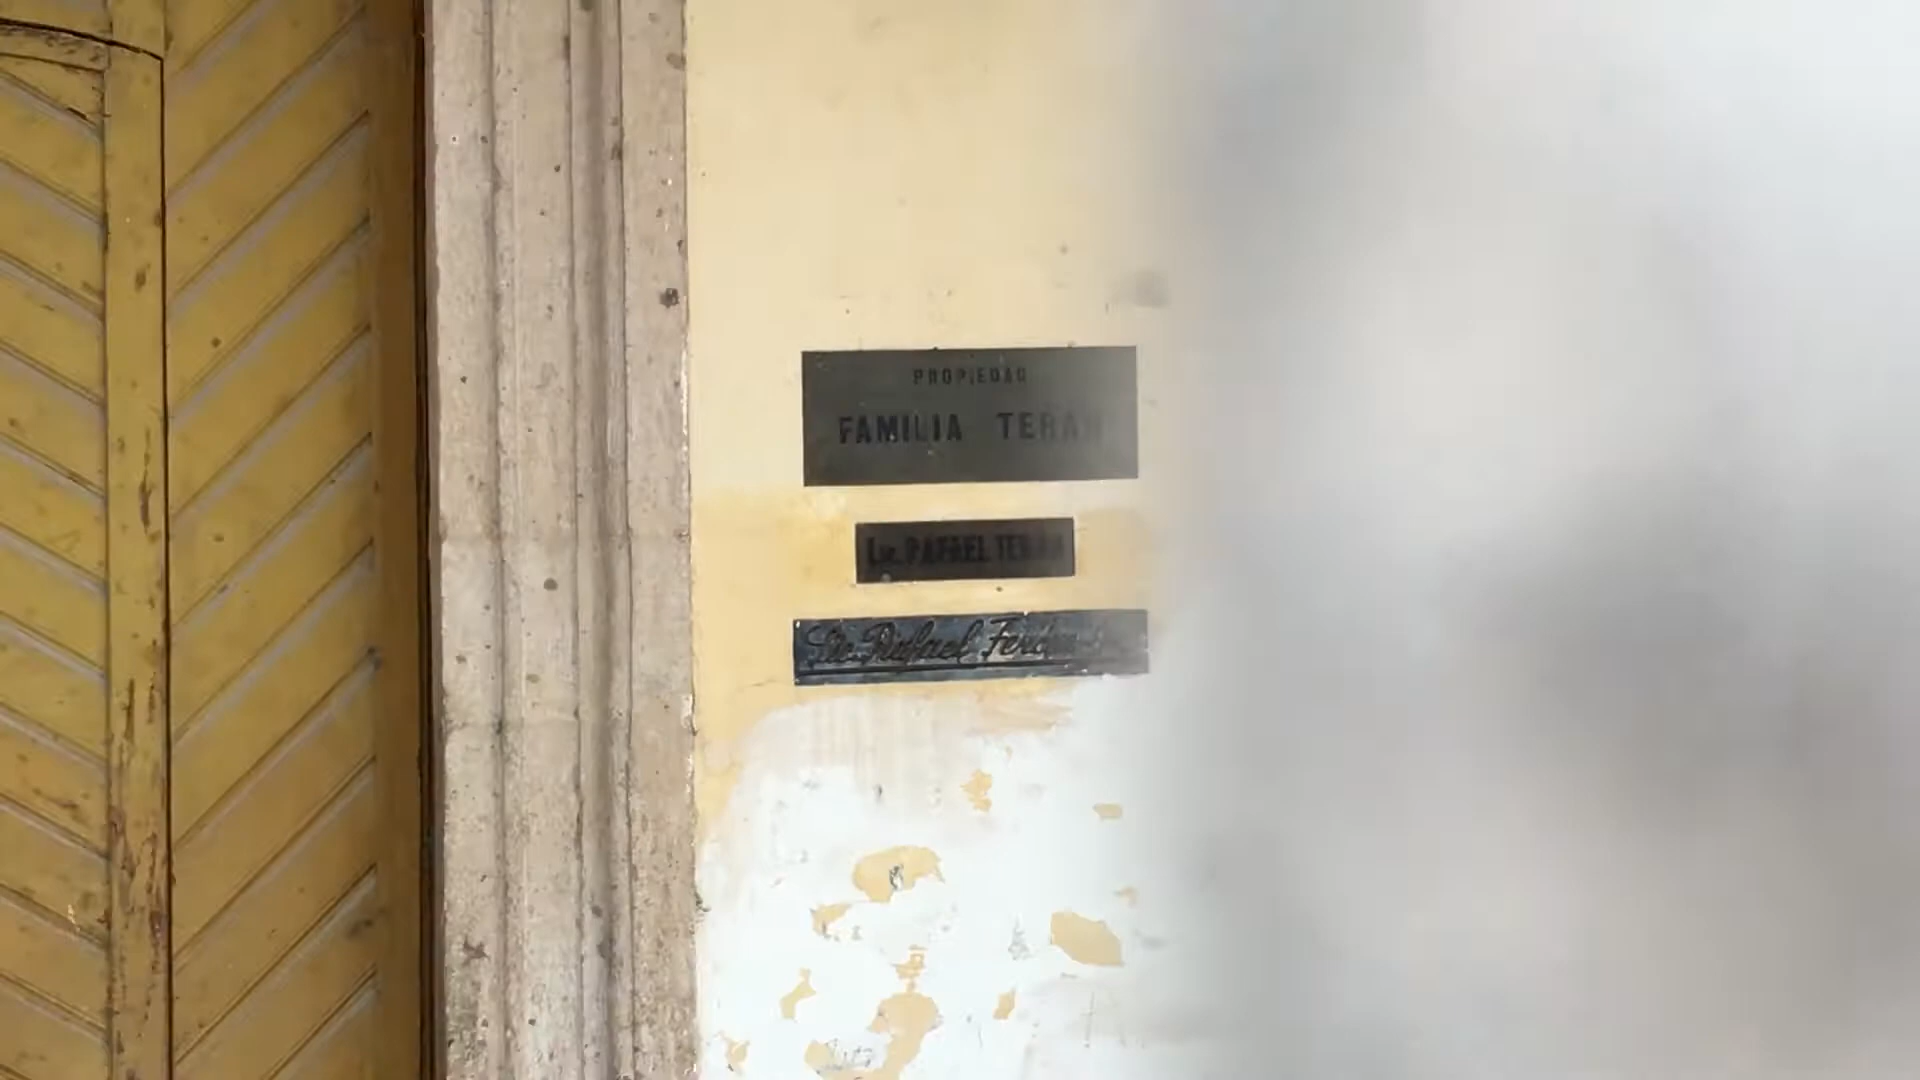 PROPIEDAD
FAMILIA TERAN
Lic. RAFAEL TERAN
Lic. Rafael